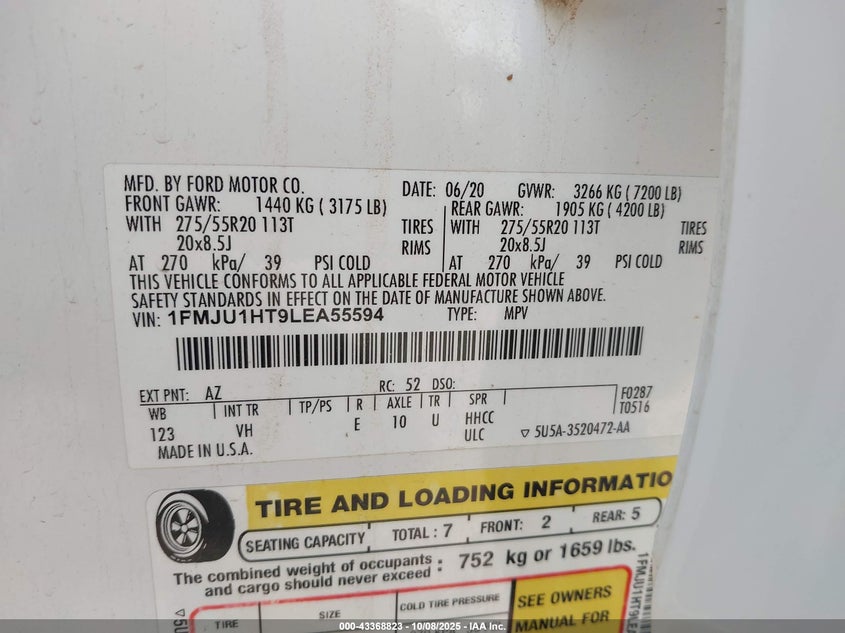 MFD. BY FORD MOTOR CO. DATE: 06/20 GVWR: 3266 KG ( 7200 LB)
FRONT GAWR: 1440 KG ( 3175 LB) REAR GAWR: 1905 KG ( 4200 LB)
WITH 275/55R20 113T TIRES WITH 275/55R20 113T TIRES
20x8.5J RIMS 20x8.5J RIMS
AT 270 kPa/ 39 PSI COLD AT 270 kPa/ 39 PSI COLD
THIS VEHICLE CONFORMS TO ALL APPLICABLE FEDERAL MOTOR VEHICLE
SAFETY STANDARDS IN EFFECT ON THE DATE OF MANUFACTURE SHOWN ABOVE.
VIN: 1FMJU1HT9LEA55594 TYPE: MPV
EXT PNT: AZ RC: 52 DSO: F0287
WB INT TR TP/PS R AXLE TR SPR T0516
123 VH E 10 U HHCC
ULC ▽ 5U5A-3520472-AA
MADE IN U.S.A.
TIRE AND LOADING INFORMATIO
SEATING CAPACITY TOTAL : 7 FRONT: 2 REAR: 5
The combined weight of occupants
and cargo should never exceed : 752 kg or 1659 lbs.
TIRE SIZE COLD TIRE PRESSURE SEE OWNERS
MANUAL FOR
1FMJU1HT9LEA
▽5U
000-43368823 - 10/08/2025 - IAA Inc.